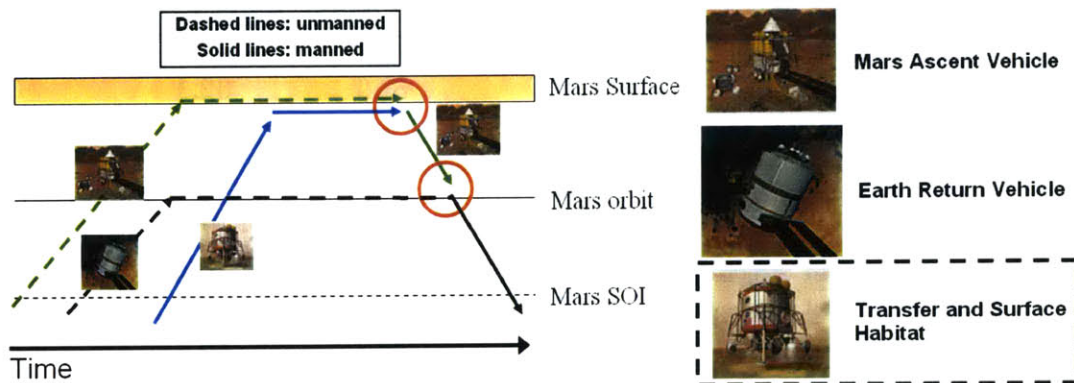 Dashed lines: unmanned
Solid lines: manned
Mars Surface
Mars orbit
Mars SOI
Time
Mars Ascent Vehicle
Earth Return Vehicle
Transfer and Surface
Habitat